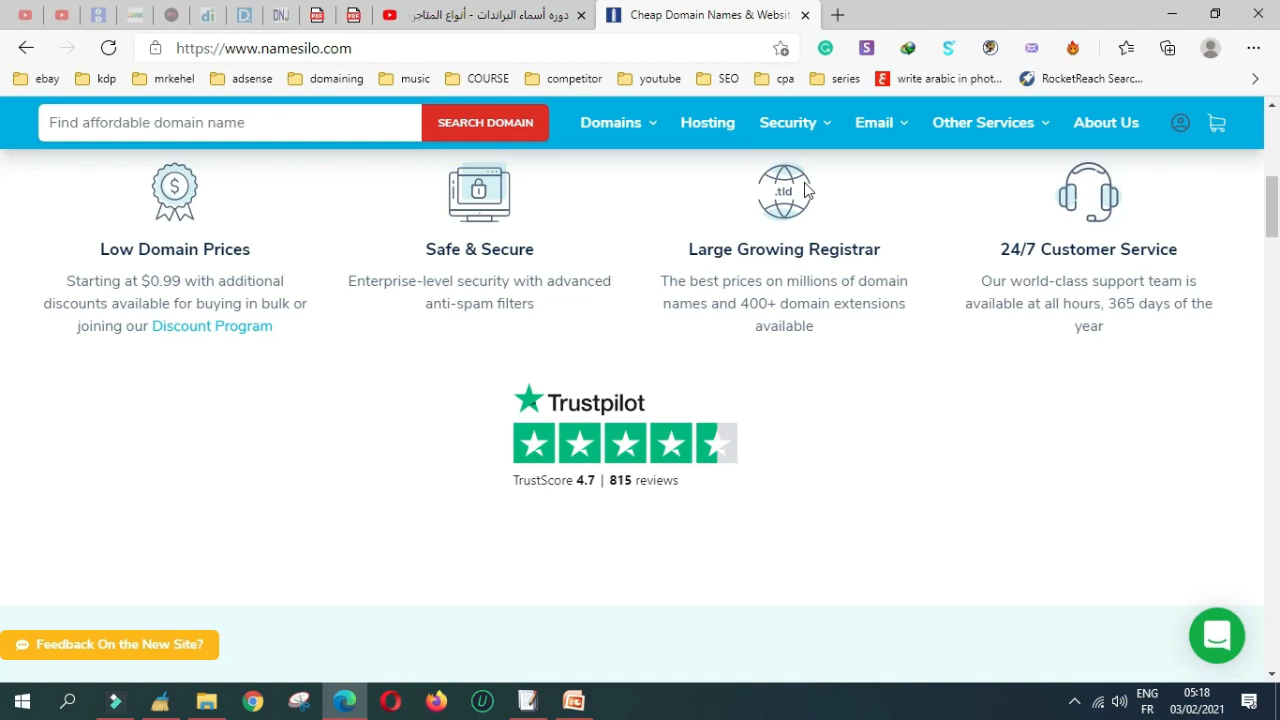 PDF
PDF
دورة أسماء البراندات - أنواع المتاجر
Cheap Domain Names & Websit
https://www.namesilo.com
ebay
kdp
mrkehel
adsense
domaining
music
COURSE
competitor
youtube
SEO
cpa
series
write arabic in phot...
RocketReach Searc...
Find affordable domain name
SEARCH DOMAIN
Domains
Hosting
Security
Email
Other Services
About Us
$
.tld
Low Domain Prices
Safe & Secure
Large Growing Registrar
24/7 Customer Service
Starting at $0.99 with additional
discounts available for buying in bulk or
joining our Discount Program
Enterprise-level security with advanced
anti-spam filters
The best prices on millions of domain
names and 400+ domain extensions
available
Our world-class support team is
available at all hours, 365 days of the
year
Trustpilot
TrustScore 4.7 | 815 reviews
Feedback On the New Site?
ENG
FR
05:18
03/02/2021